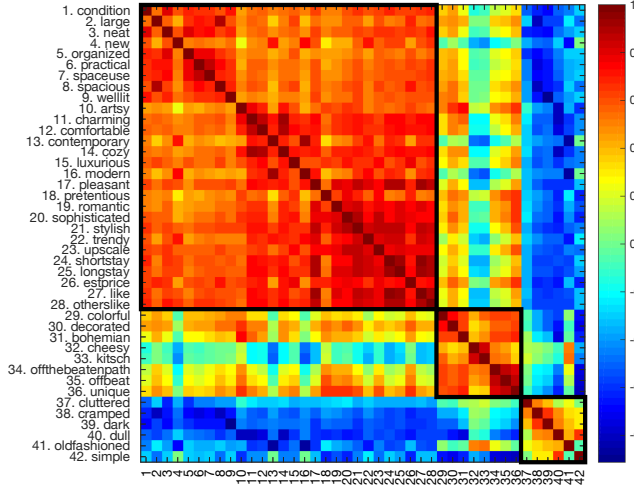 1. condition
2. large
3. neat
4. new
5. organized
6. practical
7. spaceuse
8. spacious
9. welllit
10. artsy
11. charming
12. comfortable
13. contemporary
14. cozy
15. luxurious
16. modern
17. pleasant
18. pretentious
19. romantic
20. sophisticated
21. stylish
22. trendy
23. upscale
24. shortstay
25. longstay
26. estprice
27. like
28. otherslike
29. colorful
30. decorated
31. bohemian
32. cheesy
33. kitsch
34. offthebeatenpath
35. offbeat
36. unique
37. cluttered
38. cramped
39. dark
40. dull
41. oldfashioned
42. simple
1 2 3 4 5 6 7 8 9 10 11 12 13 14 15 16 17 18 19 20 21 22 23 24 25 26 27 28 29 30 31 32 33 34 35 36 37 38 39 40 41 42
1